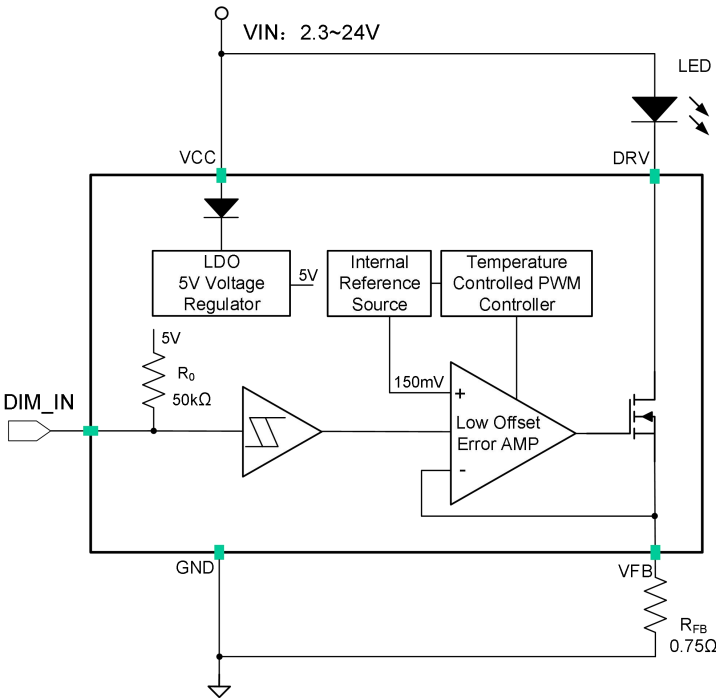 VIN：2.3~24V
LED
VCC
DRV
LDO
5V Voltage
Regulator
5V
Internal
Reference
Source
Temperature
Controlled PWM
Controller
5V
R0
50kΩ
150mV
+
DIM_IN
Low Offset
Error AMP
-
GND
VFB
RFB
0.75Ω